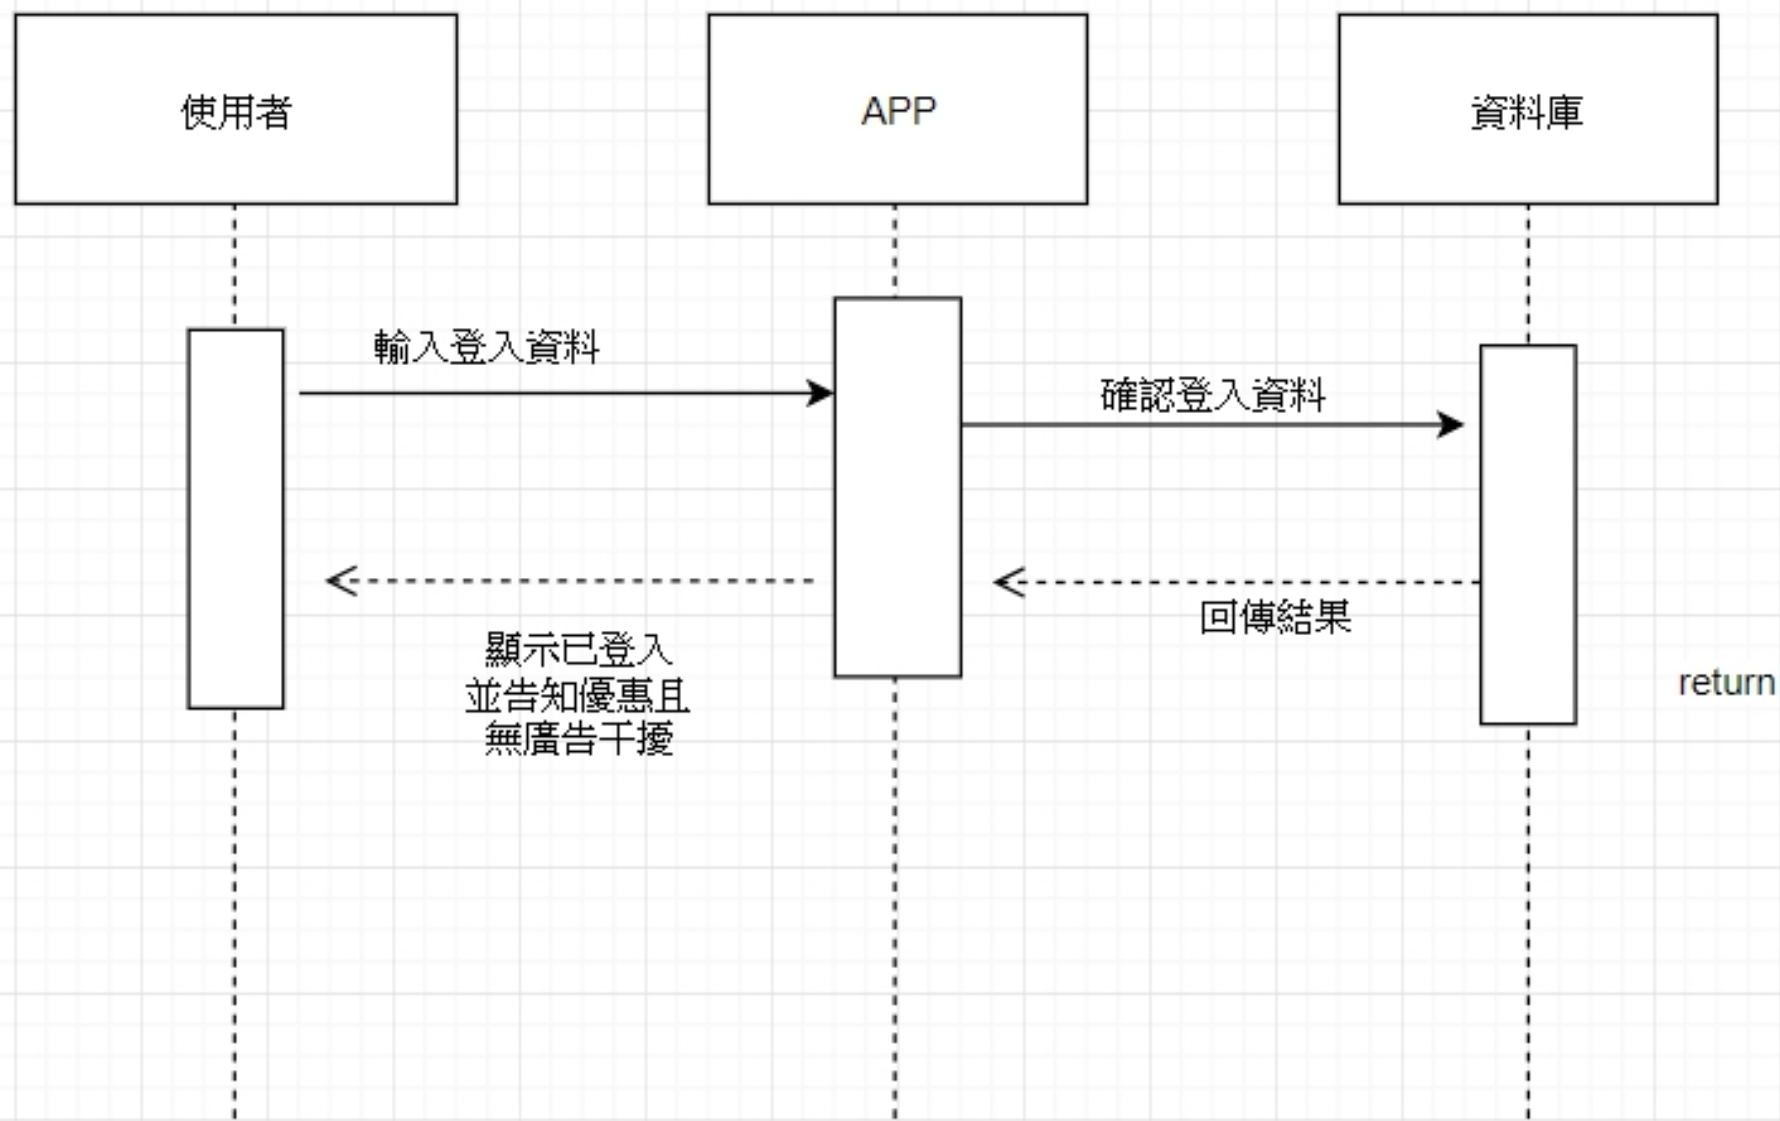 使用者
APP
資料庫
輸入登入資料
確認登入資料
回傳結果
顯示已登入
並告知優惠且
無廣告干擾
return